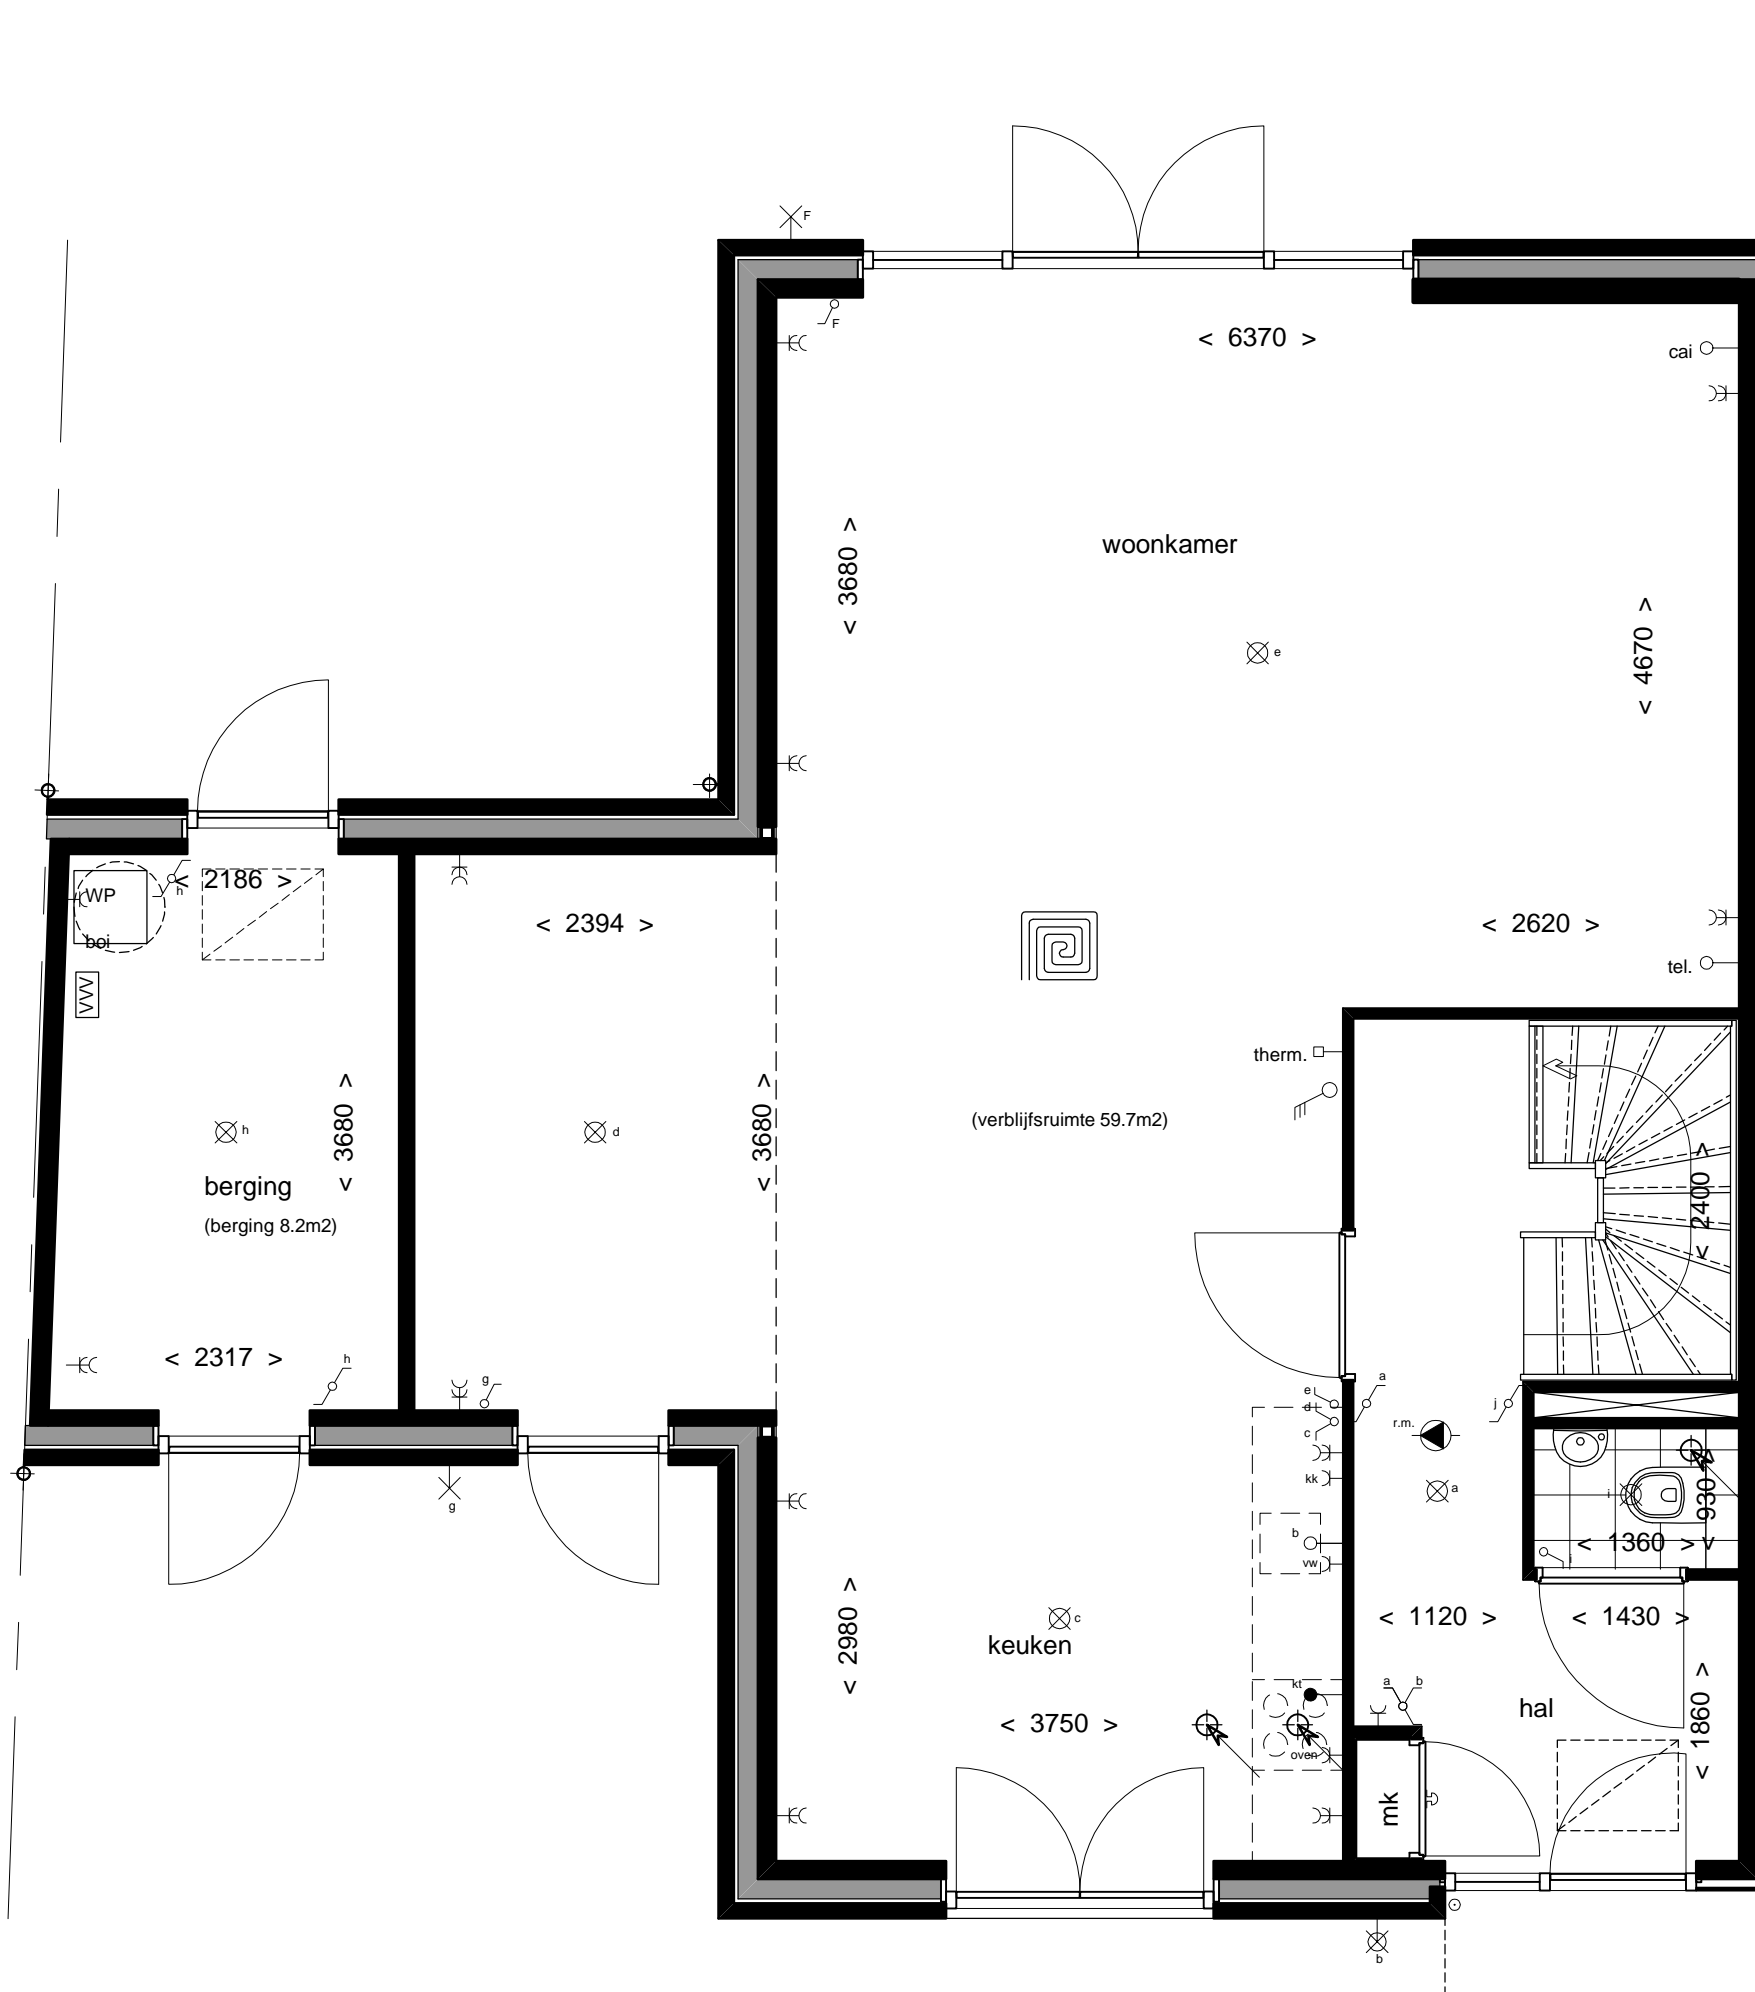 F
F
< 6370 >
cai
< 3680 >
woonkamer
e
< 4670 >
WP
h
< 2186 >
boi
< 2394 >
< 2620 >
tel.
VVV
therm.
< 3680 >
< 3680 >
(verblijfsruimte 59.7m2)
h
d
berging
(berging 8.2m2)
< 2400 >
< 2317 >
h
g
e
d
c
a
j
r.m.
kk
a
i
< 930 >
g
b
vw
< 1360 >
i
< 2980 >
c
keuken
< 1120 >
< 1430 >
kt
a
b
hal
< 1860 >
< 3750 >
oven
mk
b